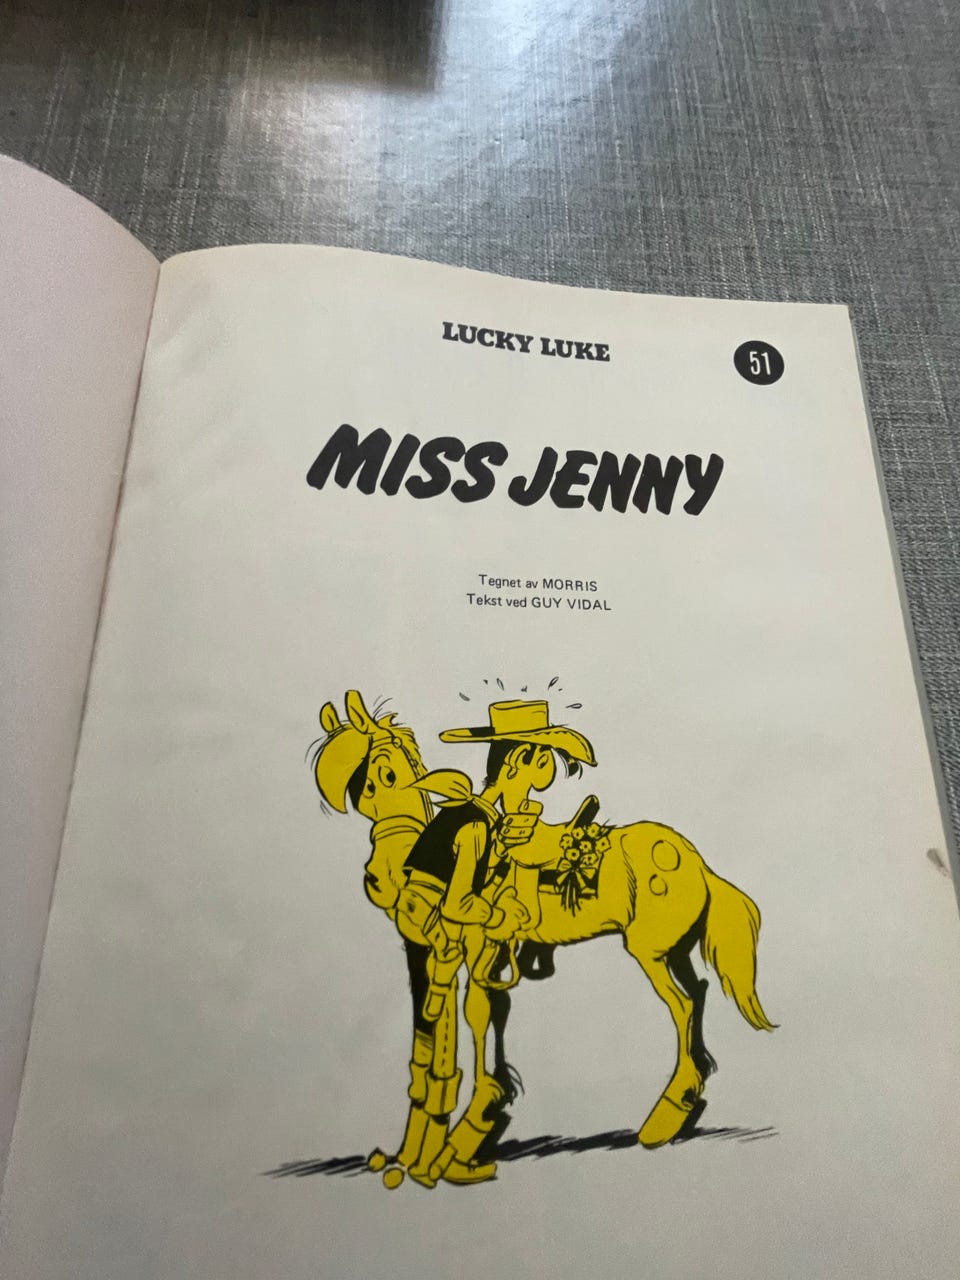 LUCKY LUKE
51
MISS JENNY
Tegnet av MORRIS
Tekst ved GUY VIDAL